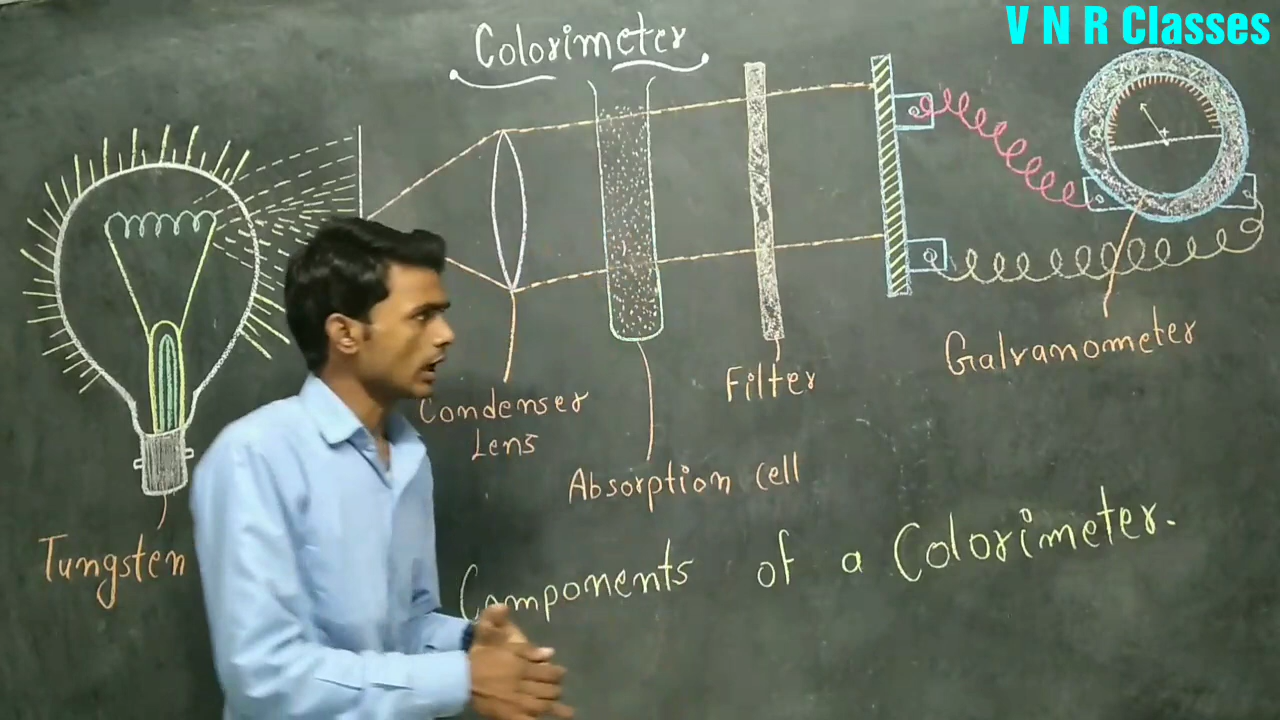 V N R Classes
Colorimeter
Condenser
Lens
Filter
Galvanometer
Absorption Cell
Tungsten
Components of a Colorimeter.